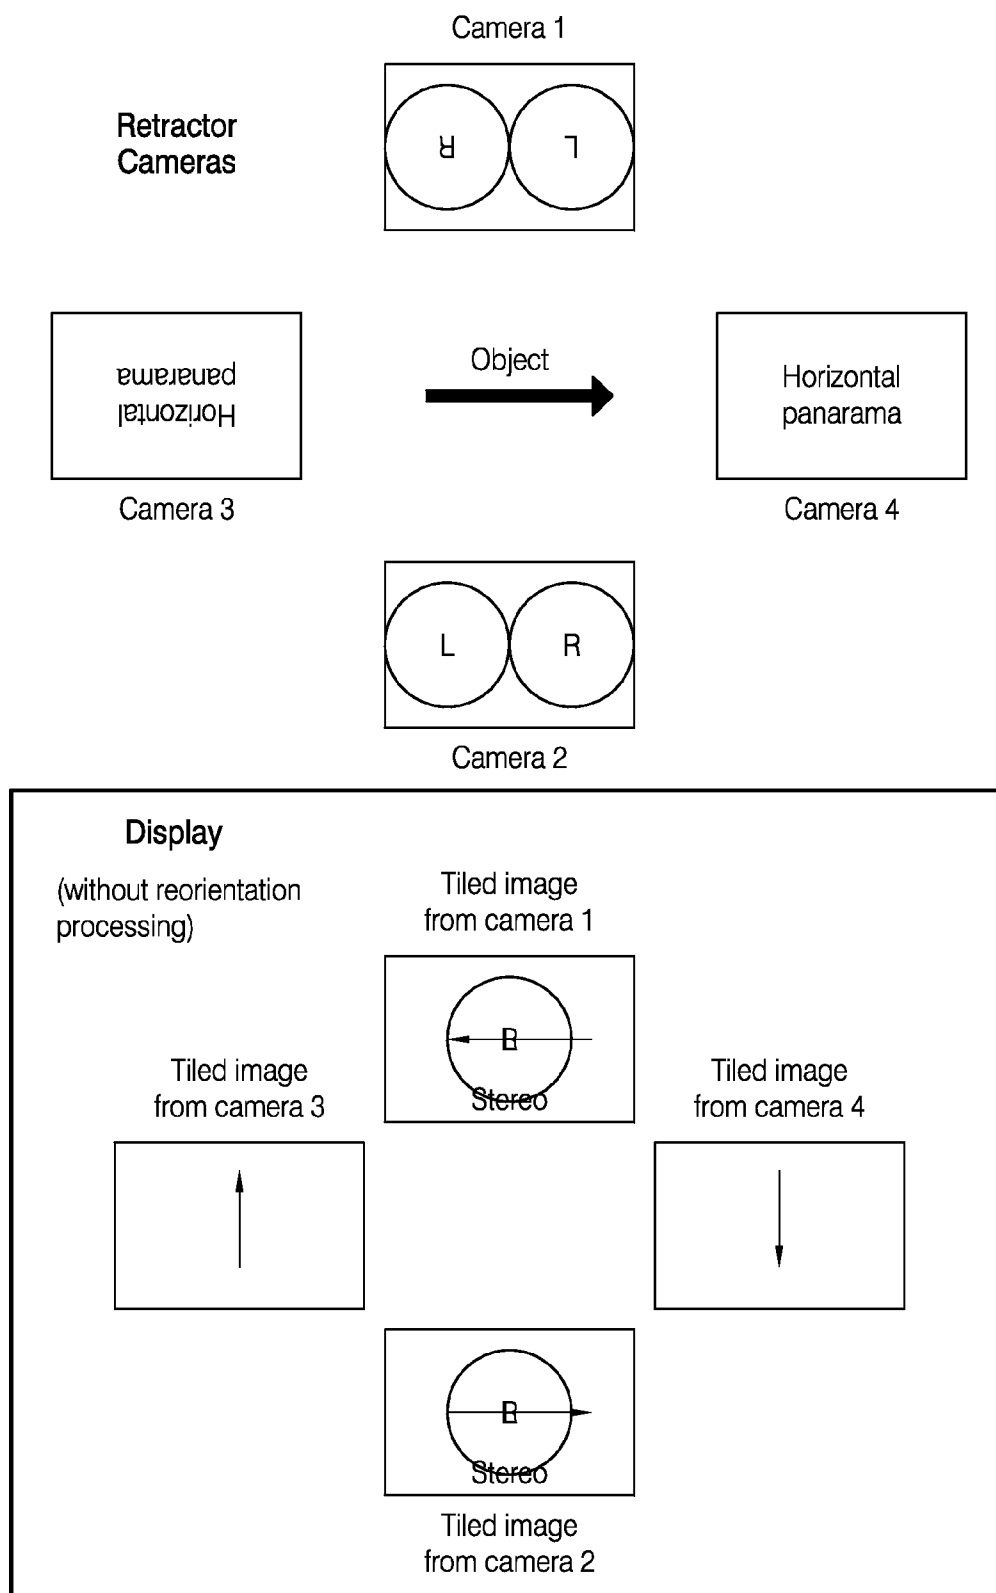 Camera 1
Retractor
Cameras
R L
Horizontal
panarama
Object
Horizontal
panarama
Camera 3
Camera 4
L R
Camera 2
Display
(without reorientation
processing)
Tiled image
from camera 1
Stereo
Tiled image
from camera 3
Tiled image
from camera 4
Stereo
Tiled image
from camera 2